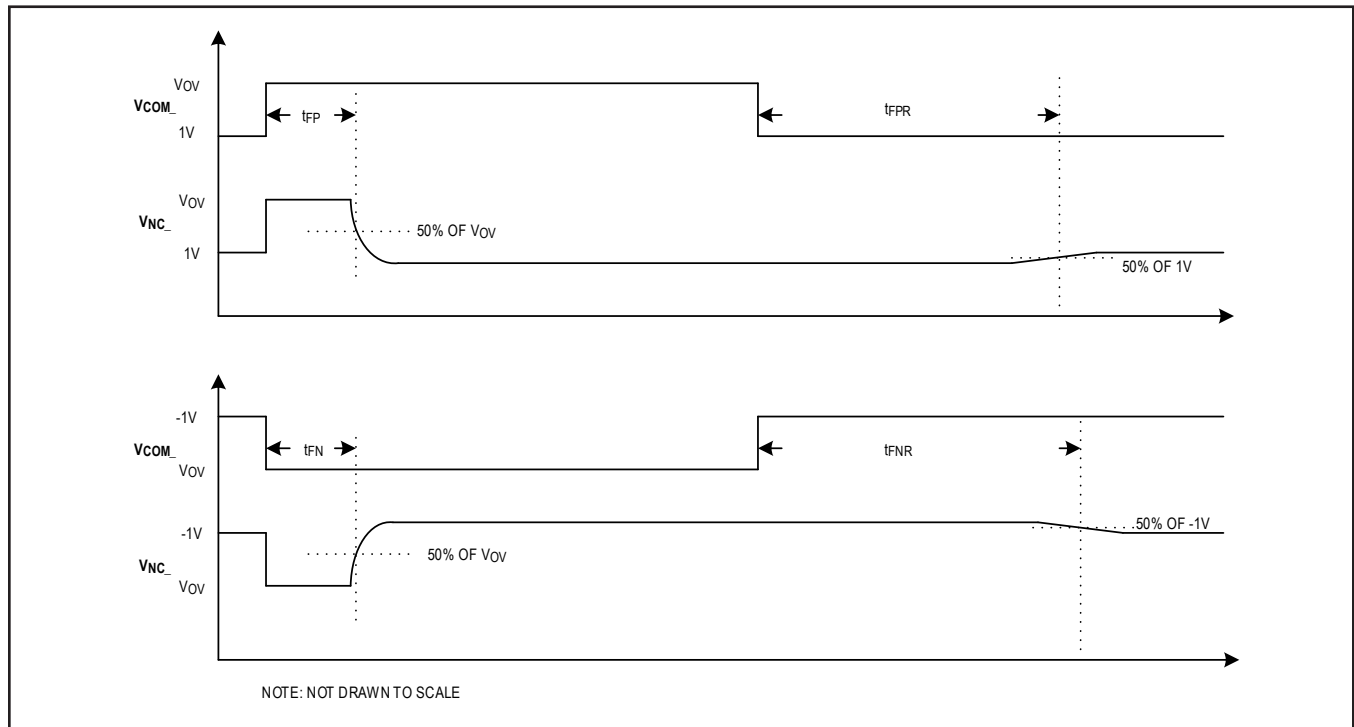 VOV
VCOM_
tFP
tFPR
1V
VOV
VNC_
50% OF VOV
1V
50% OF 1V
-1V
VCOM_
tFN
tFNR
VOV
-1V
50% OF -1V
VNC_
50% OF VOV
VOV
NOTE: NOT DRAWN TO SCALE